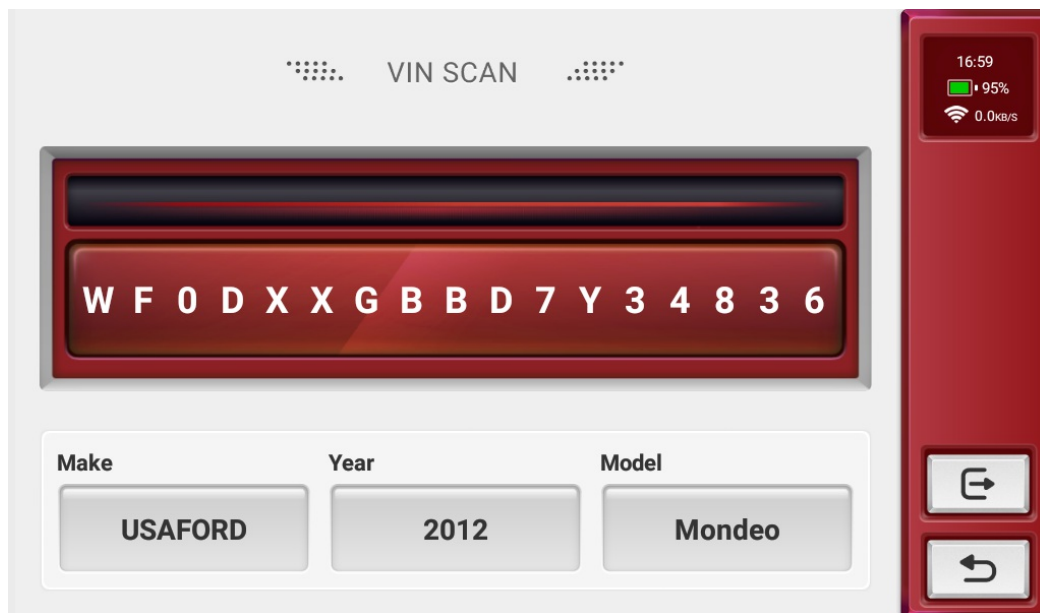 VIN SCAN
16:59
95%
0.0KB/S
W F 0 D X X G B B D 7 Y 3 4 8 3 6
Make Year Model
USAFORD 2012 Mondeo